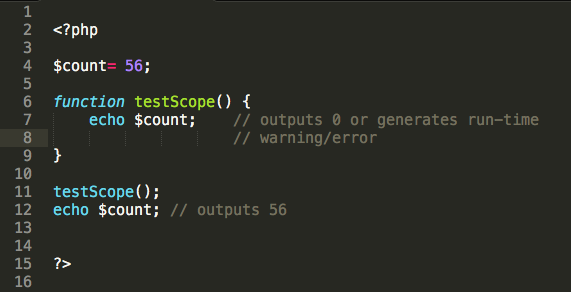 1
2 <?php
3
4 $count= 56;
5
6 function testScope() {
7 echo $count; // outputs 0 or generates run-time
8 // warning/error
9 }
10
11 testScope();
12 echo $count; // outputs 56
13
14
15 ?>
16